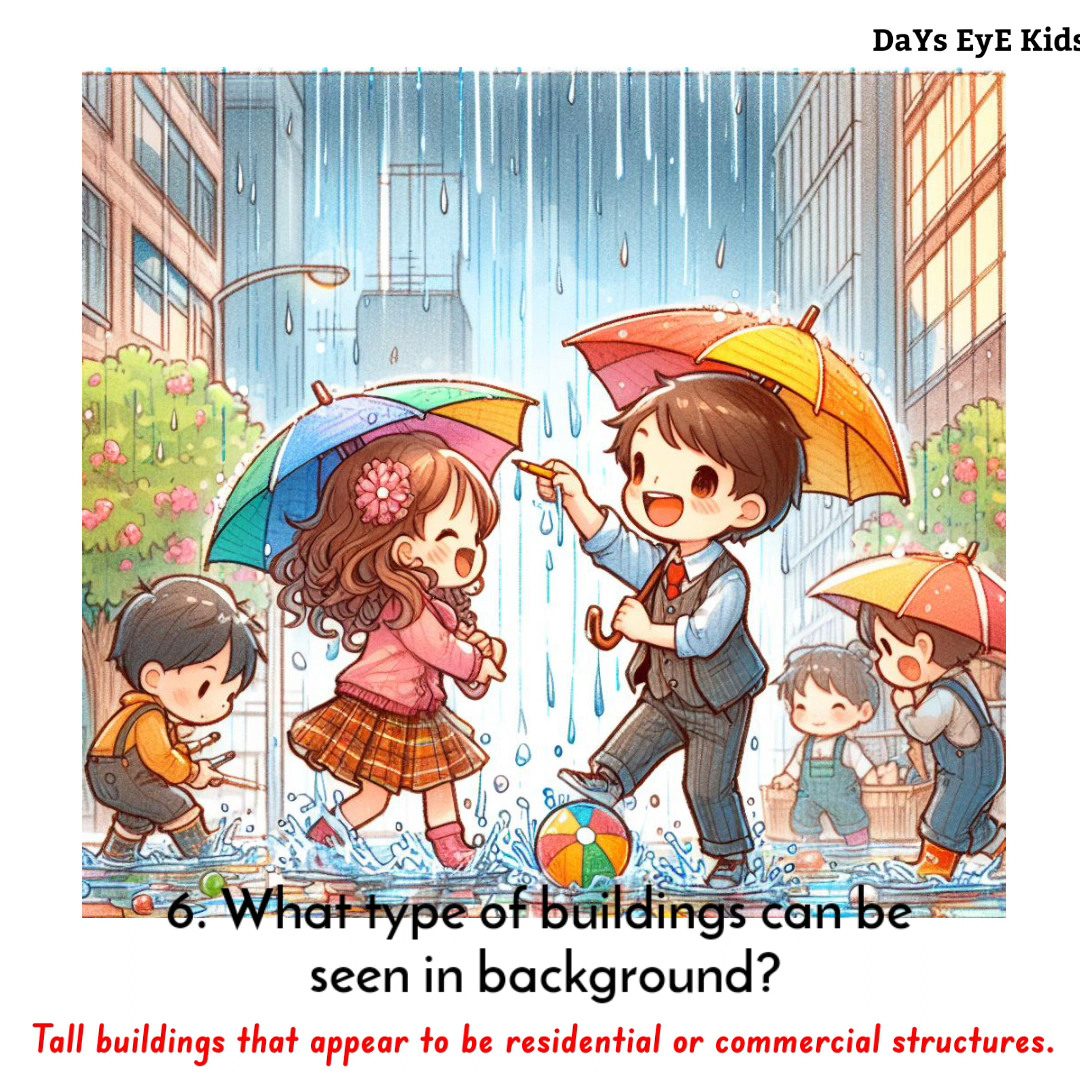 DaYs EyE Kids
6. What type of buildings can be
seen in background?
Tall buildings that appear to be residential or commercial structures.